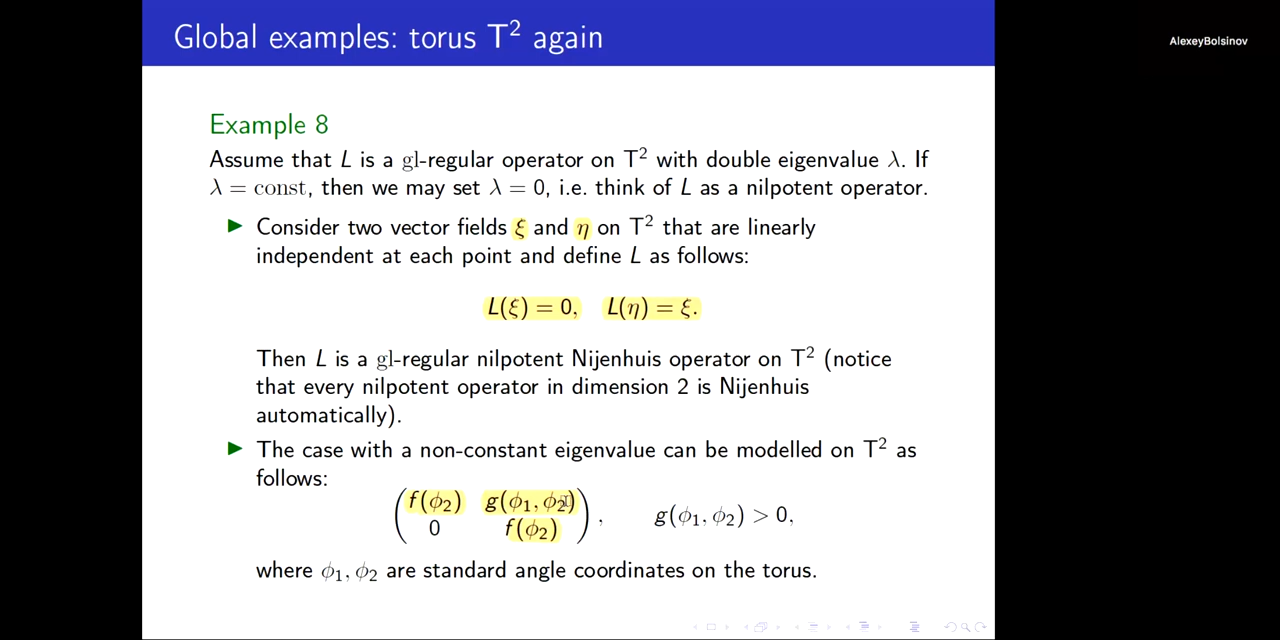 Global examples: torus T² again
AlexeyBolsinov
Example 8
Assume that L is a gl-regular operator on T² with double eigenvalue λ. If
λ = const, then we may set λ = 0, i.e. think of L as a nilpotent operator.
▶ Consider two vector fields ξ and η on T² that are linearly
independent at each point and define L as follows:
L(ξ) = 0, L(η) = ξ.
Then L is a gl-regular nilpotent Nijenhuis operator on T² (notice
that every nilpotent operator in dimension 2 is Nijenhuis
automatically).
▶ The case with a non-constant eigenvalue can be modelled on T² as
follows:
( f(ϕ₂) g(ϕ₁, ϕ₂)
0 f(ϕ₂) ) , g(ϕ₁, ϕ₂) > 0,
where ϕ₁, ϕ₂ are standard angle coordinates on the torus.